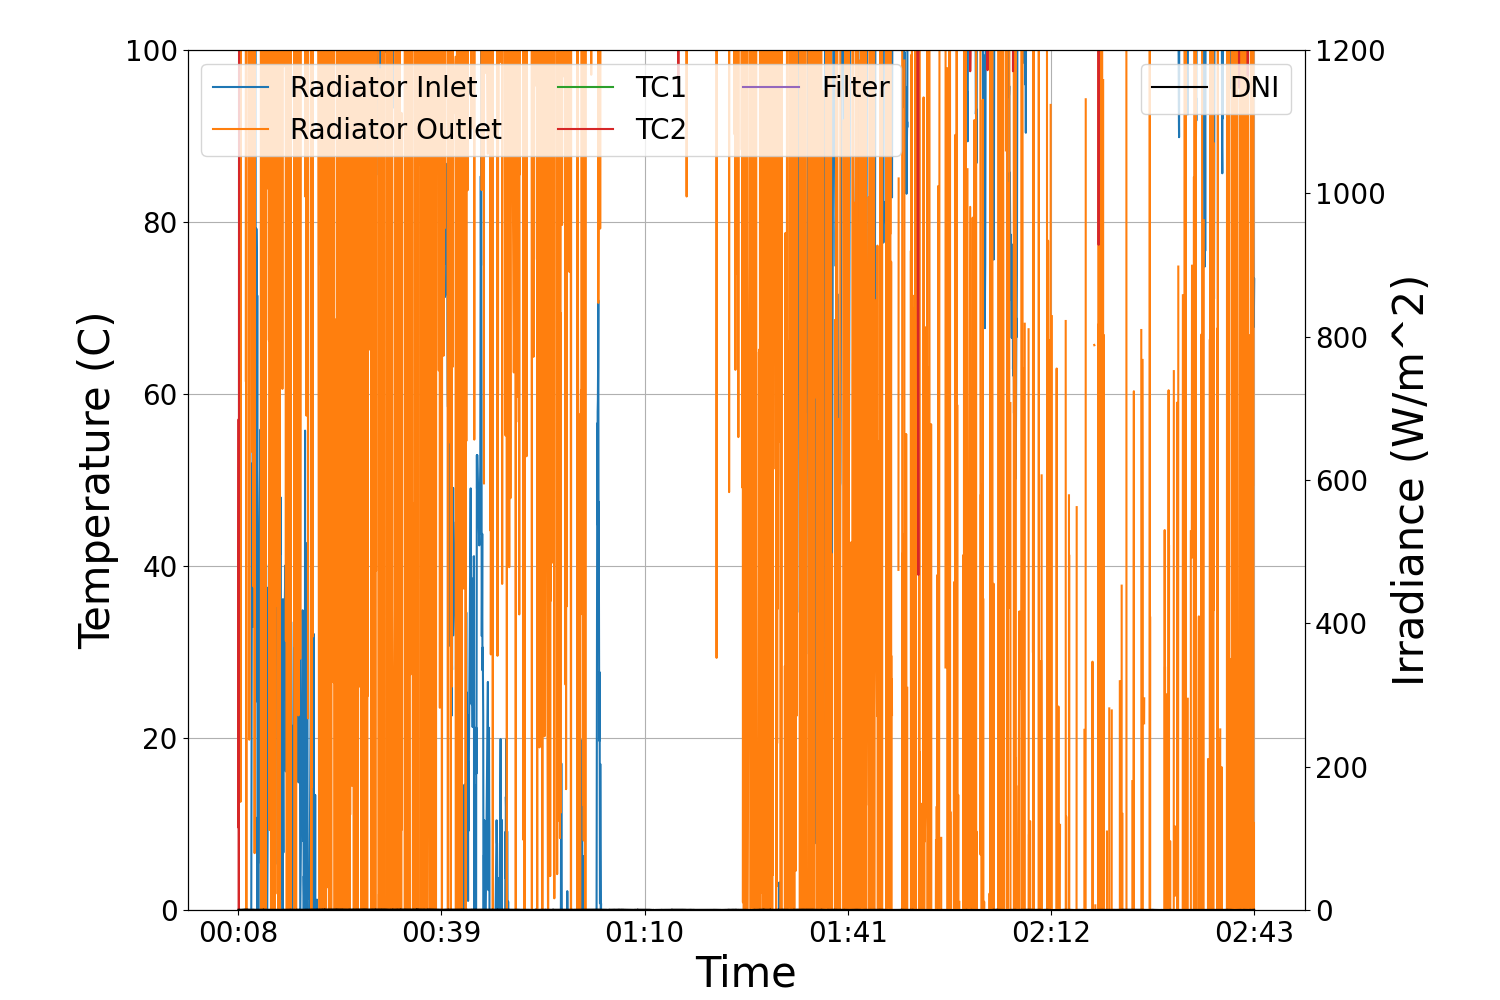 100
80
60
40
20
0
Temperature (C)
Radiator Inlet
Radiator Outlet
TC1
TC2
Filter
DNI
1200
1000
800
600
400
200
0
Irradiance (W/m^2)
00:08
00:39
01:10
01:41
02:12
02:43
Time